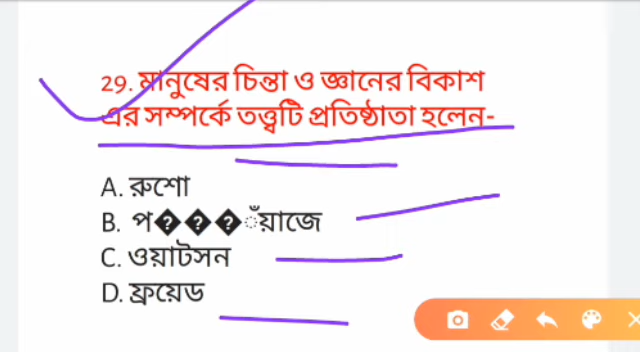 29. মানুষের চিন্তা ও জ্ঞানের বিকাশ
এর সম্পর্কে তত্ত্বটি প্রতিষ্ঠাতা হলেন-
A. রুশো
B. প���ঁয়াজে
C. ওয়াটসন
D. ফ্রয়েড